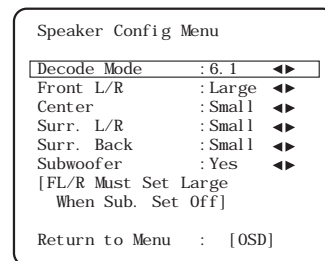 Speaker Config Menu
Decode Mode :6.1 ◄►
Front L/R :Large ◄►
Center :Small ◄►
Surr. L/R :Small ◄►
Surr. Back :Small ◄►
Subwoofer :Yes ◄►
[FL/R Must Set Large
When Sub. Set Off]
Return to Menu : [OSD]